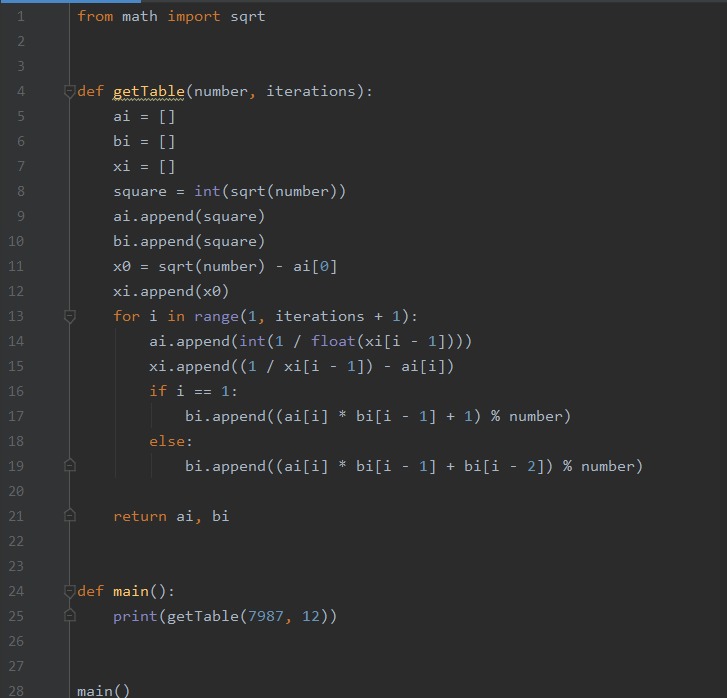 1 from math import sqrt
2
3
4 def getTable(number, iterations):
5 ai = []
6 bi = []
7 xi = []
8 square = int(sqrt(number))
9 ai.append(square)
10 bi.append(square)
11 x0 = sqrt(number) - ai[0]
12 xi.append(x0)
13 for i in range(1, iterations + 1):
14 ai.append(int(1 / float(xi[i - 1])))
15 xi.append((1 / xi[i - 1]) - ai[i])
16 if i == 1:
17 bi.append((ai[i] * bi[i - 1] + 1) % number)
18 else:
19 bi.append((ai[i] * bi[i - 1] + bi[i - 2]) % number)
20
21 return ai, bi
22
23
24 def main():
25 print(getTable(7987, 12))
26
27
28 main()